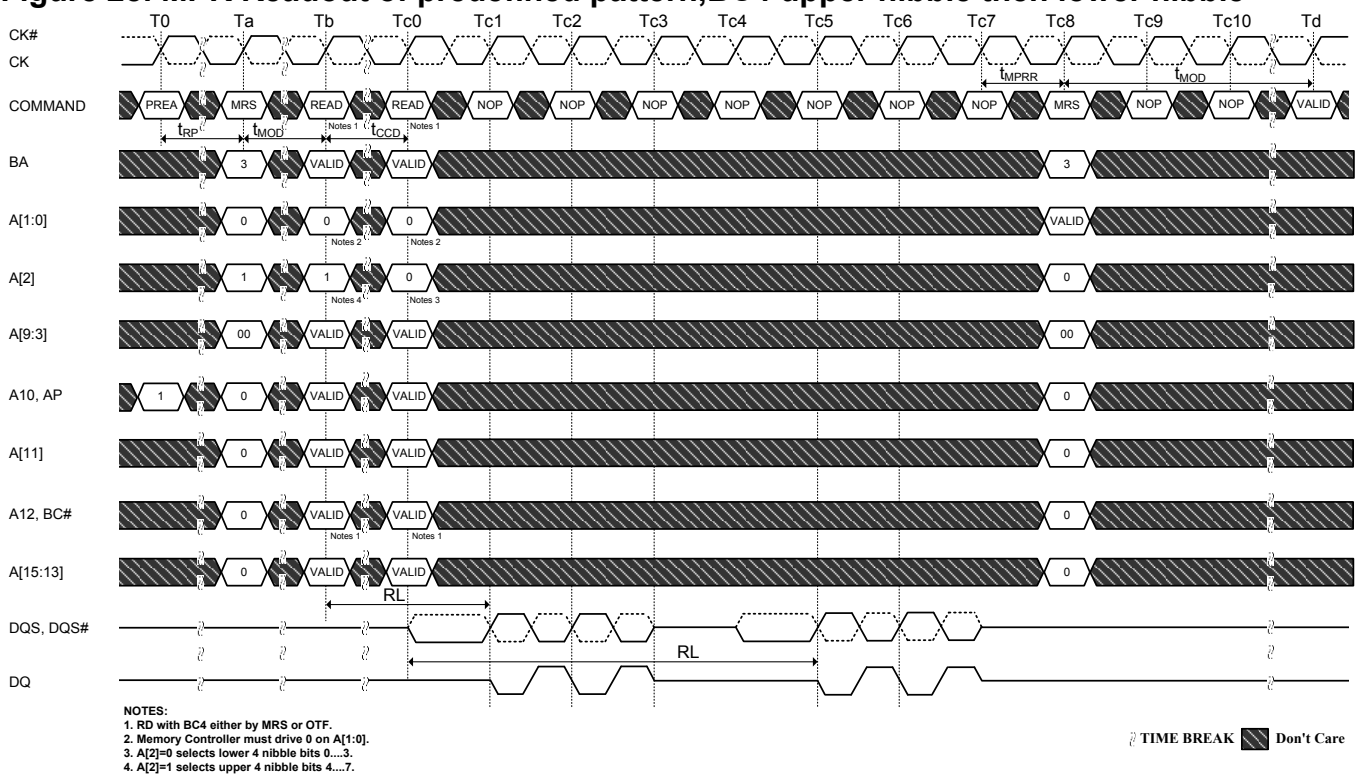 Figure MPR Readout of predefined pattern,BC4 upper nibble then lower nibble
T0 Ta Tb Tc0 Tc1 Tc2 Tc3 Tc4 Tc5 Tc6 Tc7 Tc8 Tc9 Tc10 Td
CK#
CK
tMPRR tMOD
COMMAND PREA MRS READ READ NOP NOP NOP NOP NOP NOP NOP MRS NOP NOP VALID
Notes 1 Notes 1
tRP tMOD tCCD
BA 3 VALID VALID 3
A[1:0] 0 0 0 VALID
Notes 2 Notes 2
A[2] 1 1 0 0
Notes 4 Notes 3
A[9:3] 00 VALID VALID 00
A10, AP 1 0 VALID VALID 0
A[11] 0 VALID VALID 0
A12, BC# 0 VALID VALID 0
Notes 1 Notes 1
A[15:13] 0 VALID VALID 0
RL
DQS, DQS#
RL
DQ
NOTES:
1. RD with BC4 either by MRS or OTF.
2. Memory Controller must drive 0 on A[1:0].
3. A[2]=0 selects lower 4 nibble bits 0....3.
4. A[2]=1 selects upper 4 nibble bits 4....7.
TIME BREAK Don't Care